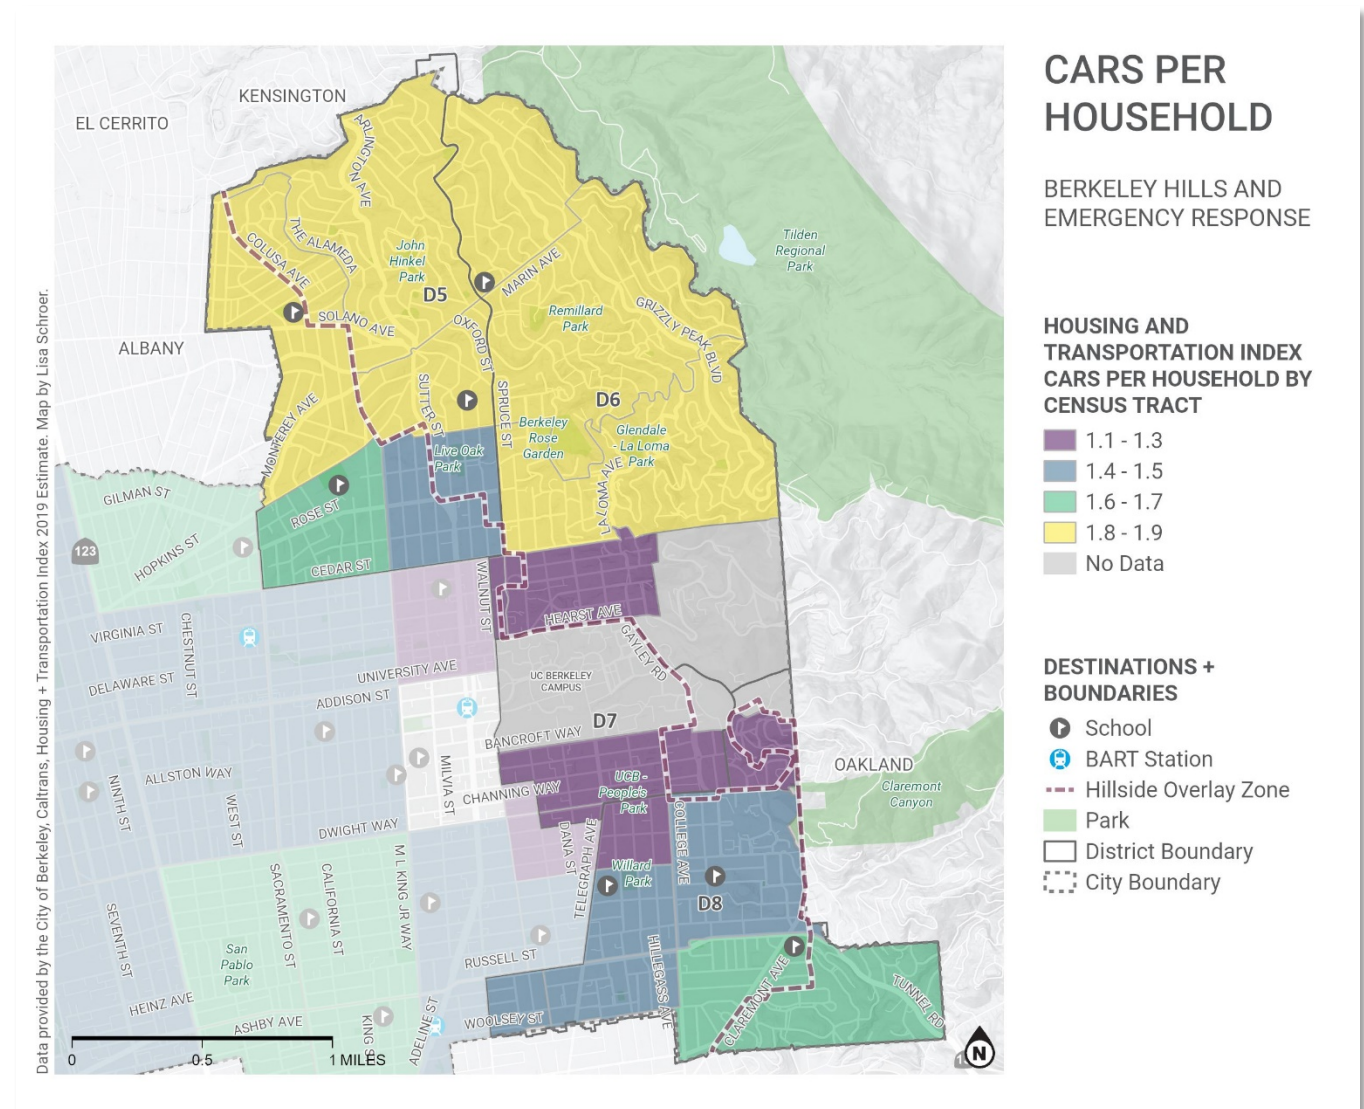 CARS PER
HOUSEHOLD
BERKELEY HILLS AND
EMERGENCY RESPONSE
HOUSING AND
TRANSPORTATION INDEX
CARS PER HOUSEHOLD BY
CENSUS TRACT
1.1 - 1.3
1.4 - 1.5
1.6 - 1.7
1.8 - 1.9
No Data
DESTINATIONS +
BOUNDARIES
School
BART Station
Hillside Overlay Zone
Park
District Boundary
City Boundary
KENSINGTON
EL CERRITO
ARLINGTON AVE
THE ALAMEDA
COLUSA AVE
John
Hinkel
Park
Tilden
Regional
Park
MARIN AVE
D5
SOLANO AVE
OXFORD ST
Remillard
Park
GRIZZLY PEAK BLVD
ALBANY
MONTEREY AVE
SUTTER ST
SPRUCE ST
D6
Berkeley
Rose
Garden
Glendale
- La Loma
Park
LA LOMA AVE
Live Oak
Park
GILMAN ST
ROSE ST
HOPKINS ST
123
CEDAR ST
WALNUT ST
HEARST AVE
GAYLEY RD
VIRGINIA ST
CHESTNUT ST
DELAWARE ST
UNIVERSITY AVE
ADDISON ST
UC BERKELEY
CAMPUS
D7
BANCROFT WAY
ALLSTON WAY
MILVIA ST
CHANNING WAY
UCB -
People's
Park
OAKLAND
Claremont
Canyon
NINTH ST
WEST ST
DWIGHT WAY
DANA ST
TELEGRAPH AVE
COLLEGE AVE
Willard
Park
M L KING JR WAY
CALIFORNIA ST
SACRAMENTO ST
D8
SEVENTH ST
San
Pablo
Park
RUSSELL ST
HILLEGASS AVE
CLAREMONT AVE
TUNNEL RD
HEINZ AVE
ASHBY AVE
KING ST
ADELINE ST
WOOLSEY ST
0
0.5
1 MILES
N
Data provided by the City of Berkeley, Caltrans, Housing + Transportation Index 2019 Estimate. Map by Lisa Schroer.